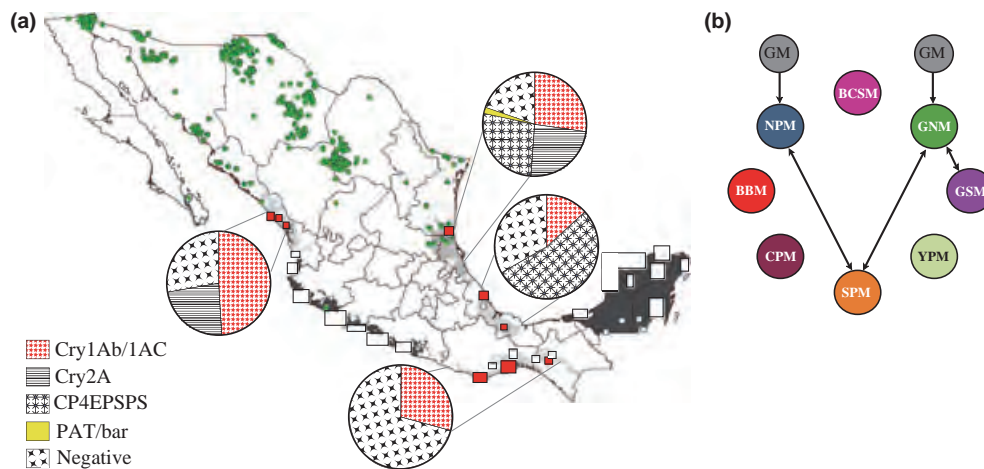 (a)
(b)
GM
GM
BCSM
NPM
GNM
BBM
GSM
CPM
YPM
SPM
Cry1Ab/1AC
Cry2A
CP4EPSPS
PAT/bar
Negative